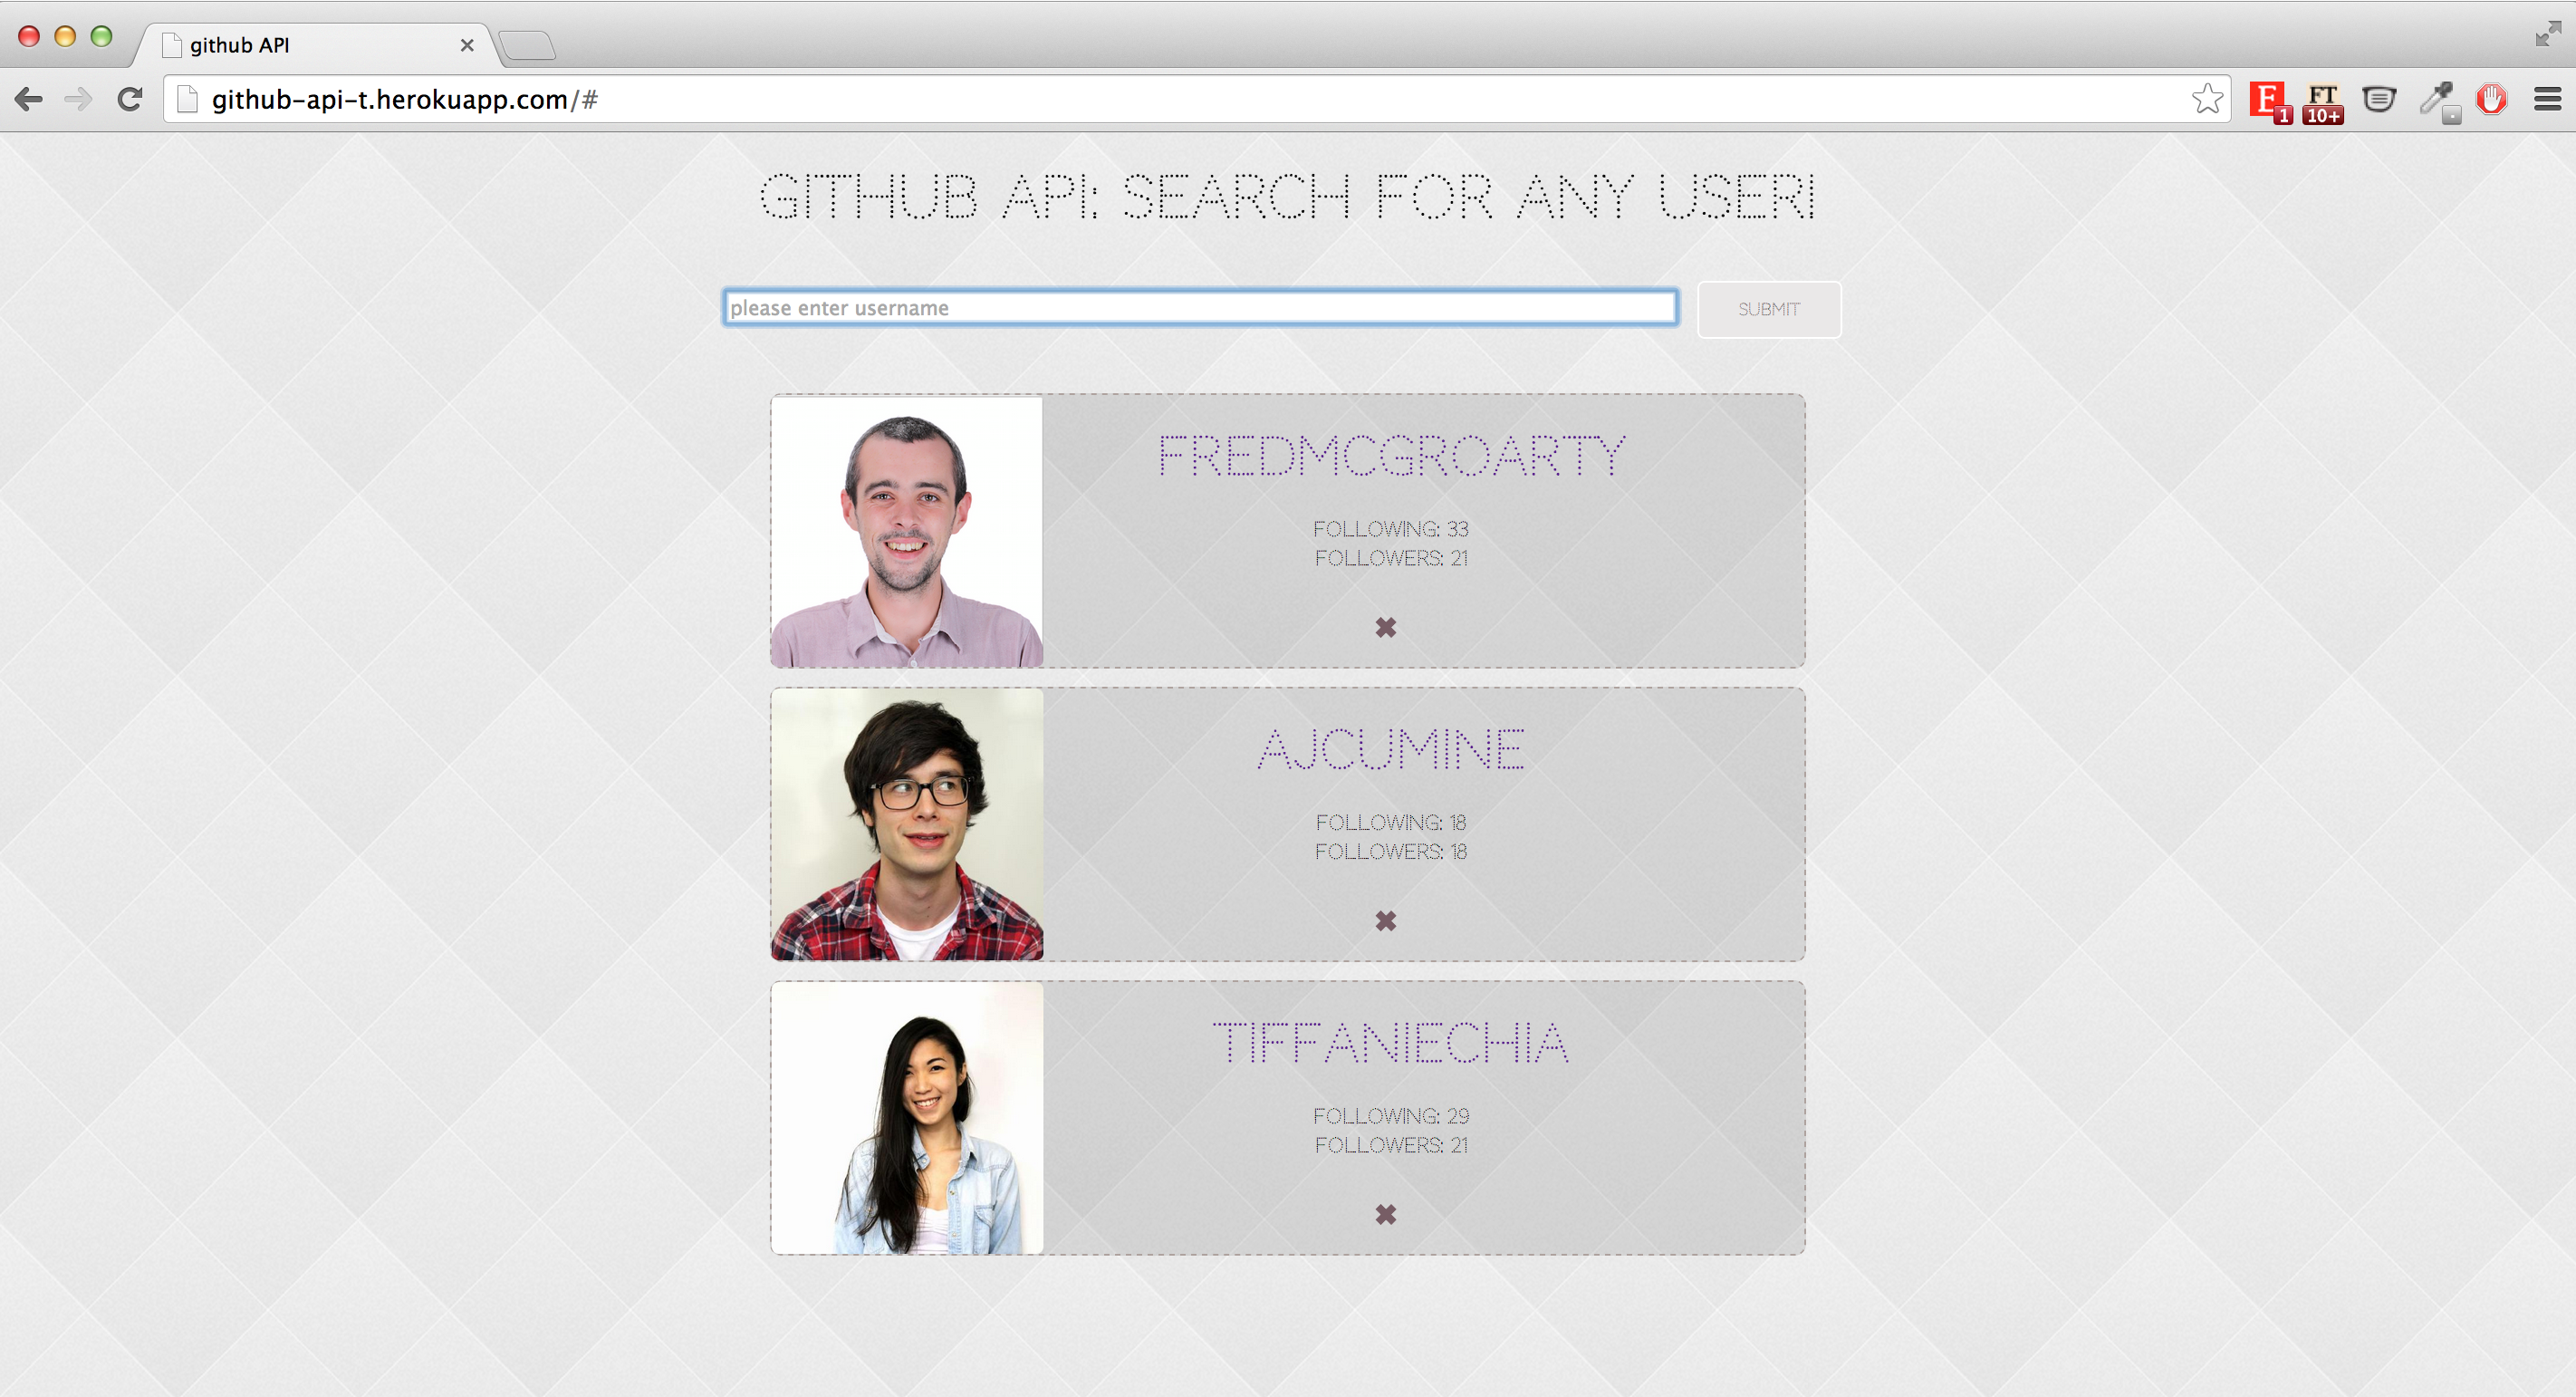 github API
github-api-t.herokuapp.com/#
E 1
FT 10+
GITHUB API: SEARCH FOR ANY USER!
please enter username
SUBMIT
FREDMCGROARTY
FOLLOWING: 33
FOLLOWERS: 21
AJCUMINE
FOLLOWING: 18
FOLLOWERS: 18
TIFFANIECHIA
FOLLOWING: 29
FOLLOWERS: 21